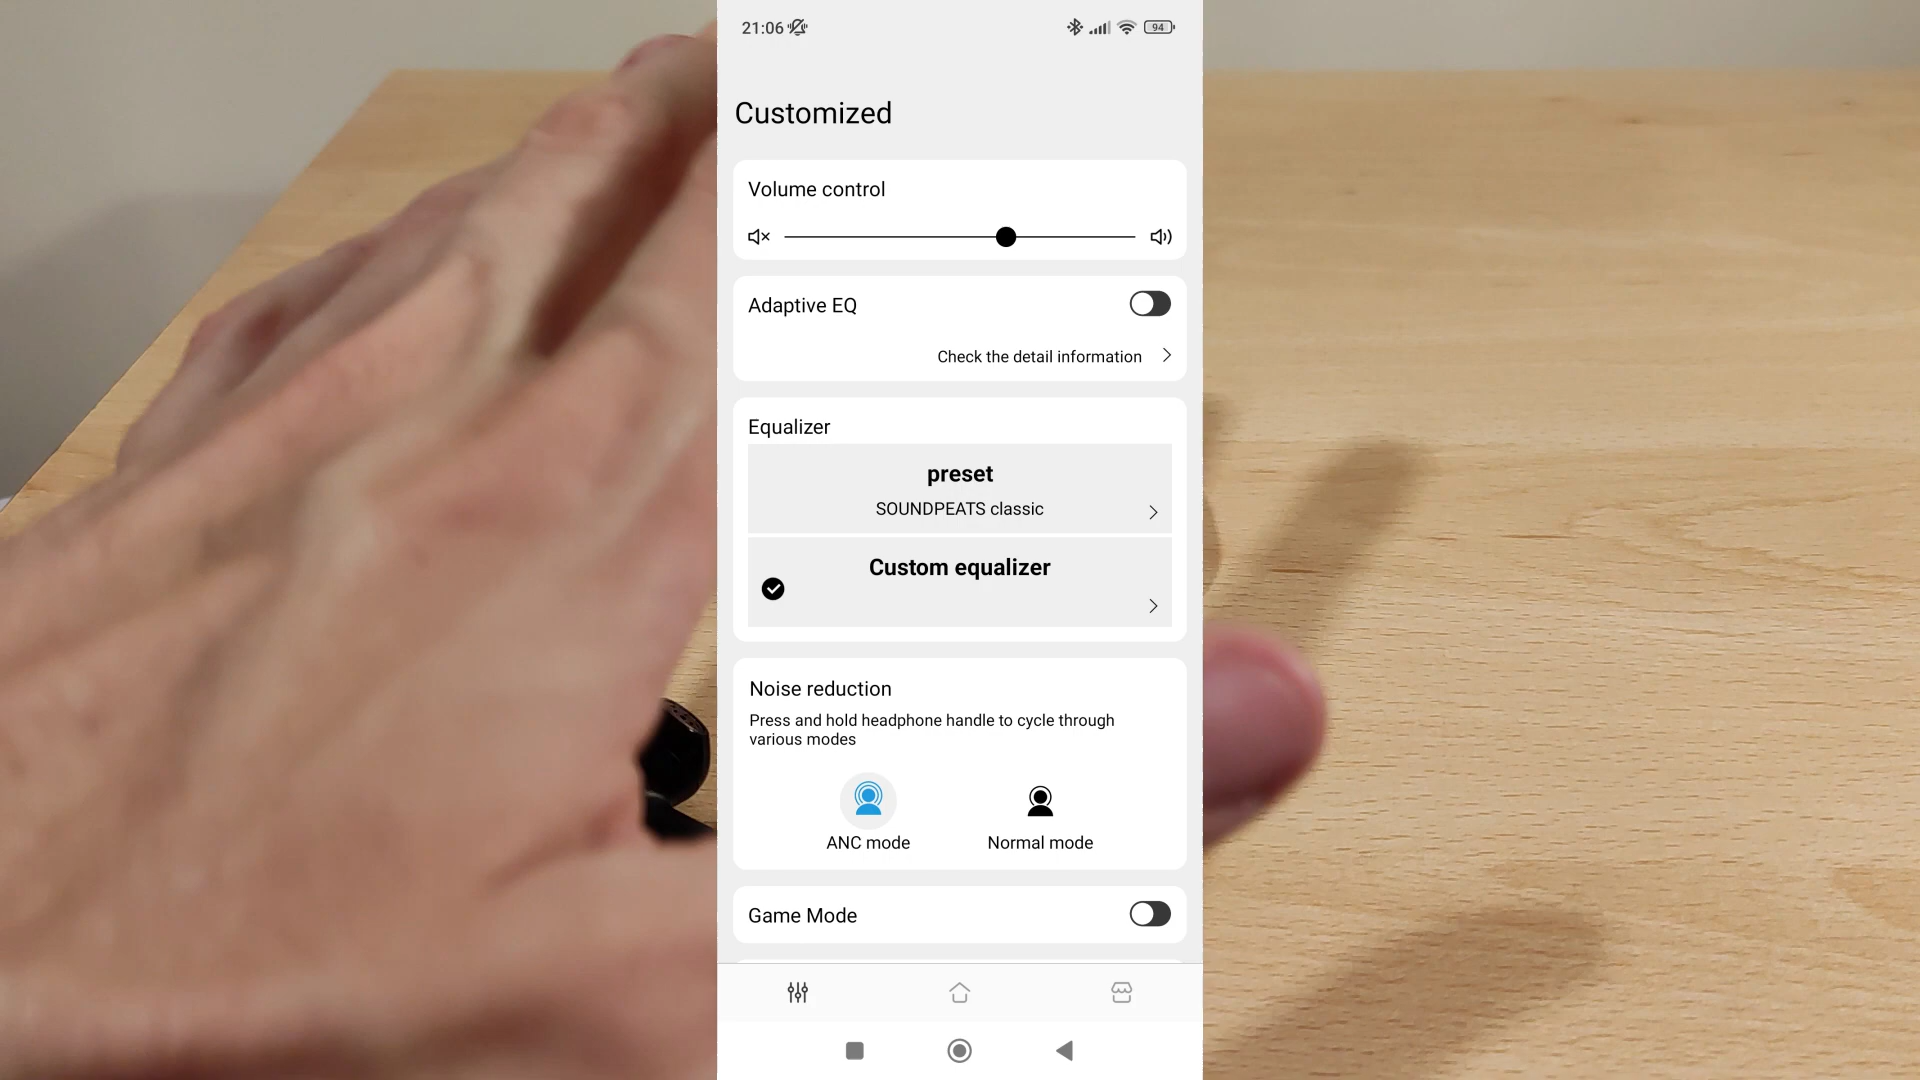 21:06
94
Customized
Volume control
Adaptive EQ
Check the detail information
Equalizer
preset
SOUNDPEATS classic
Custom equalizer
Noise reduction
Press and hold headphone handle to cycle through
various modes
ANC mode
Normal mode
Game Mode